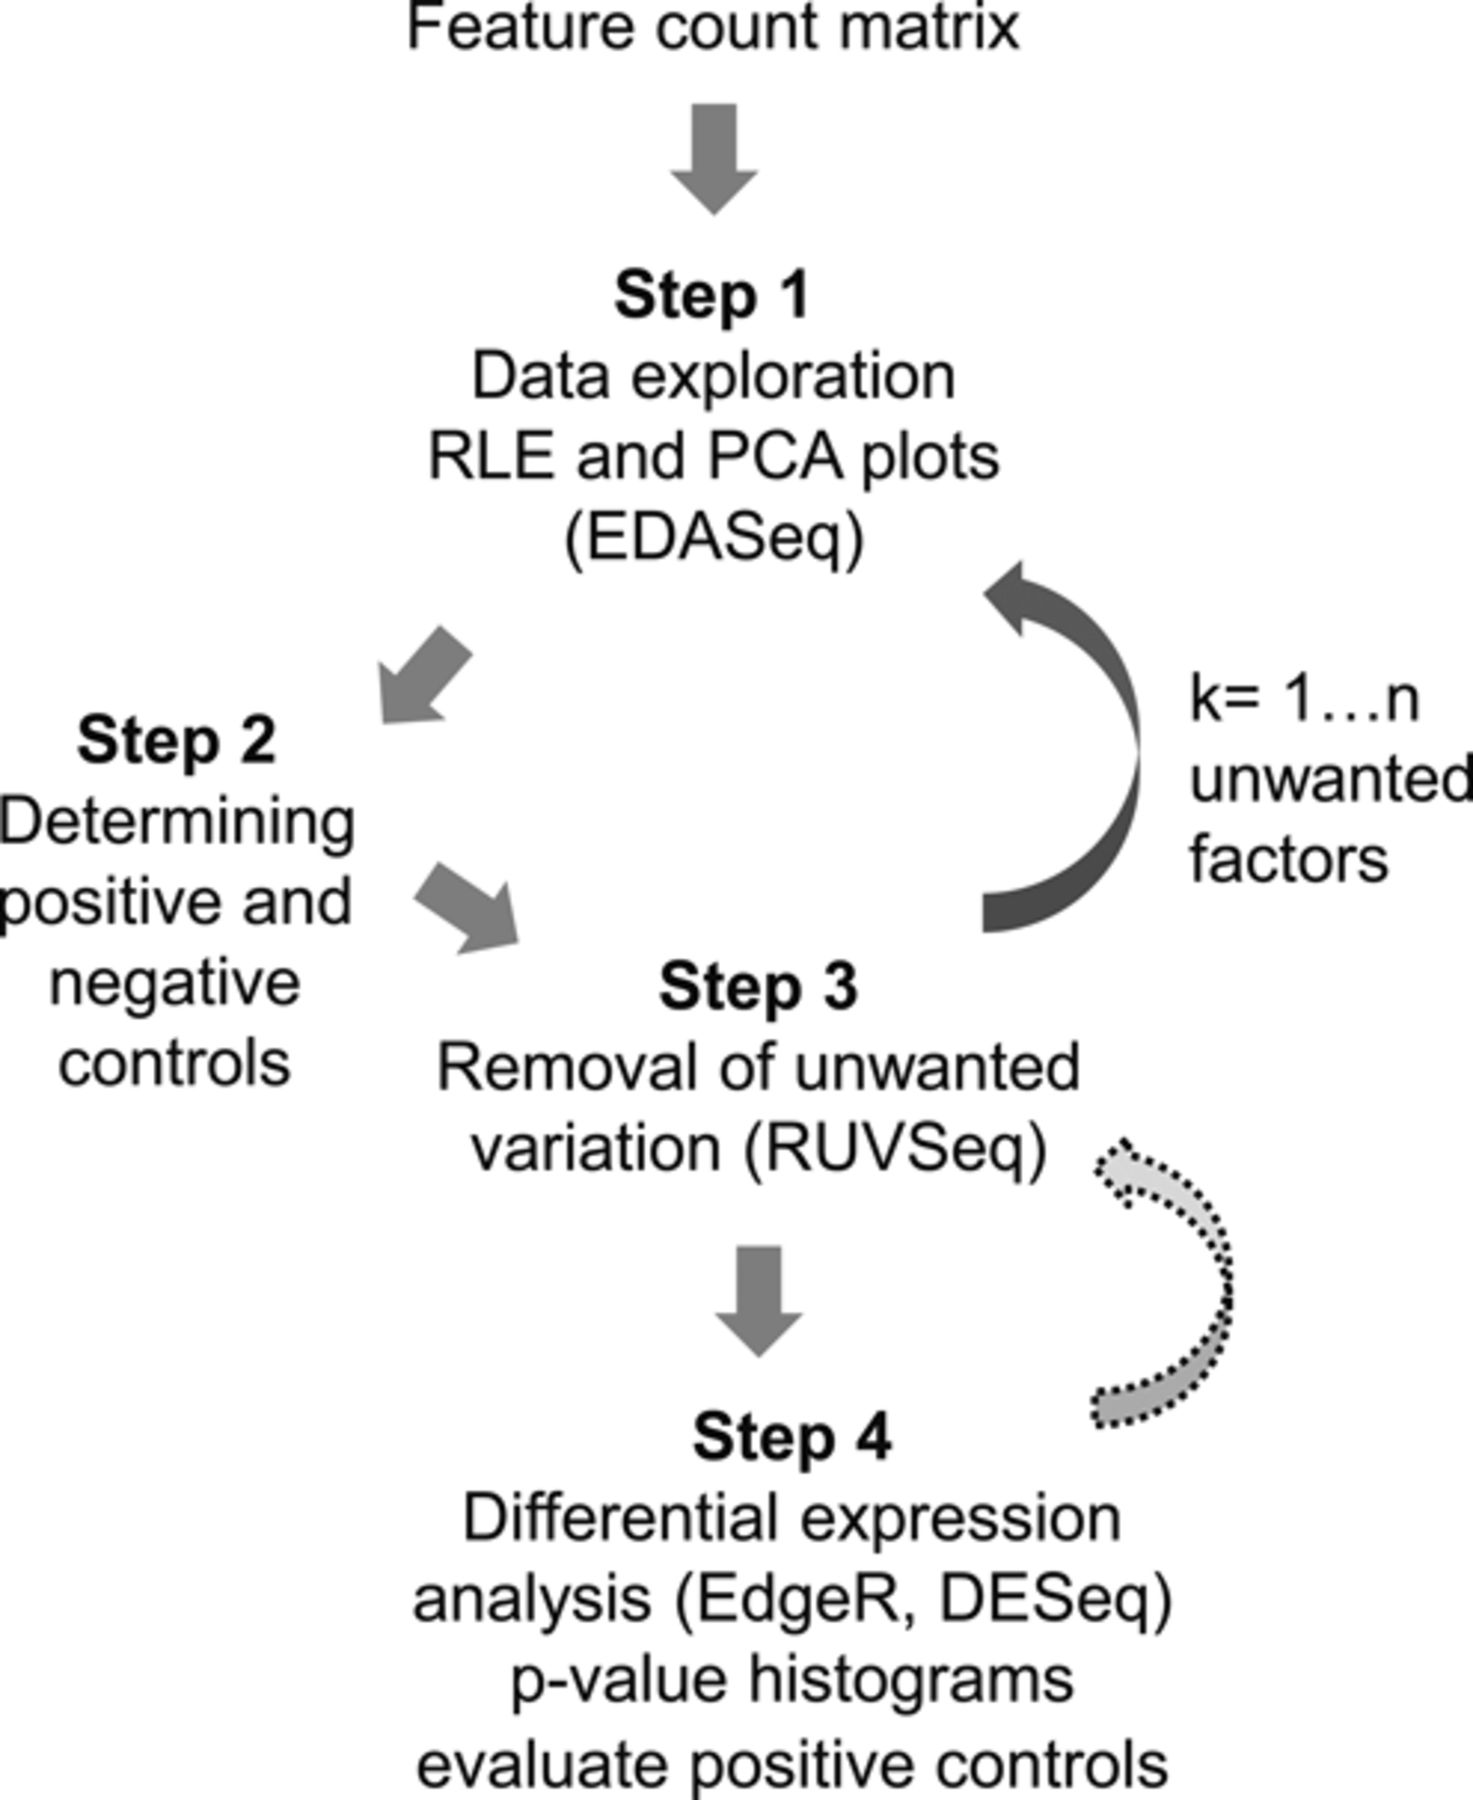 Feature count matrix
Step 1
Data exploration
RLE and PCA plots
(EDASeq)
Step 2
Determining
positive and
negative
controls
k= 1...n
unwanted
factors
Step 3
Removal of unwanted
variation (RUVSeq)
Step 4
Differential expression
analysis (EdgeR, DESeq)
p-value histograms
evaluate positive controls